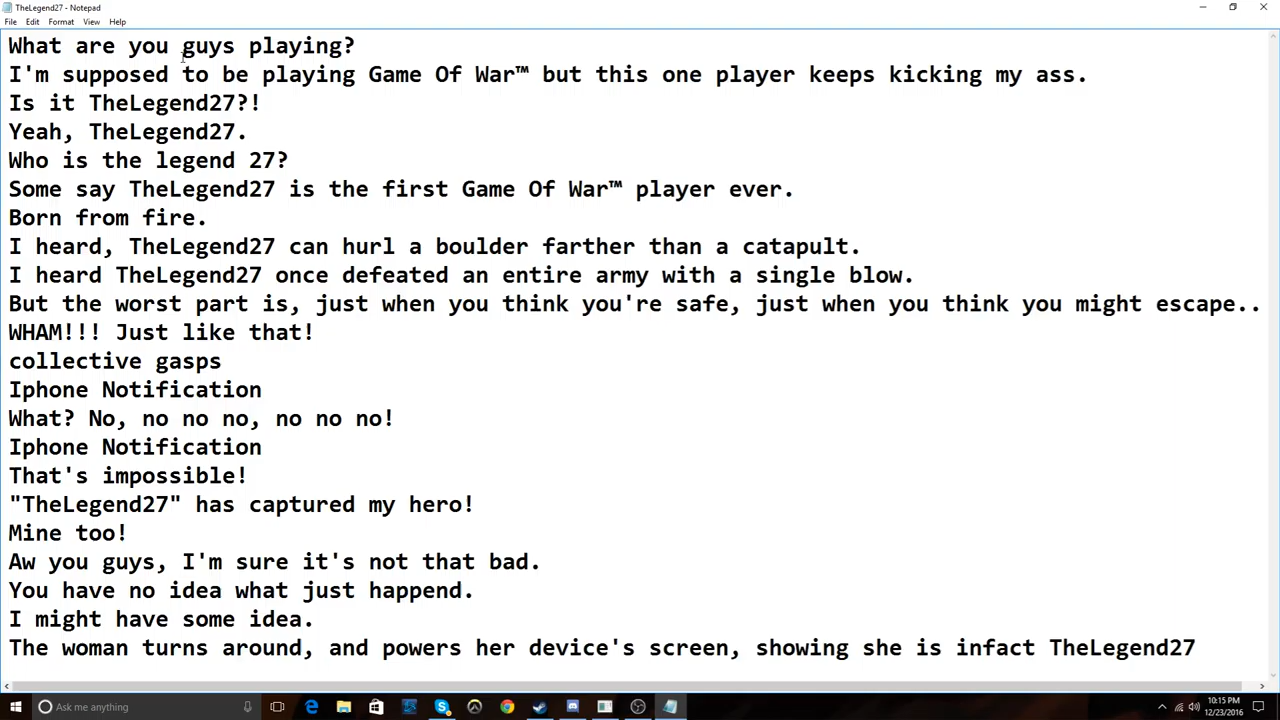 TheLegend27 - Notepad
File Edit Format View Help
What are you guys playing?
I'm supposed to be playing Game Of War™ but this one player keeps kicking my ass.
Is it TheLegend27?!
Yeah, TheLegend27.
Who is the legend 27?
Some say TheLegend27 is the first Game Of War™ player ever.
Born from fire.
I heard, TheLegend27 can hurl a boulder farther than a catapult.
I heard TheLegend27 once defeated an entire army with a single blow.
But the worst part is, just when you think you're safe, just when you think you might escape..
WHAM!!! Just like that!
collective gasps
Iphone Notification
What? No, no no no, no no no!
Iphone Notification
That's impossible!
"TheLegend27" has captured my hero!
Mine too!
Aw you guys, I'm sure it's not that bad.
You have no idea what just happend.
I might have some idea.
The woman turns around, and powers her device's screen, showing she is infact TheLegend27
Ask me anything
10:15 PM
12/23/2016